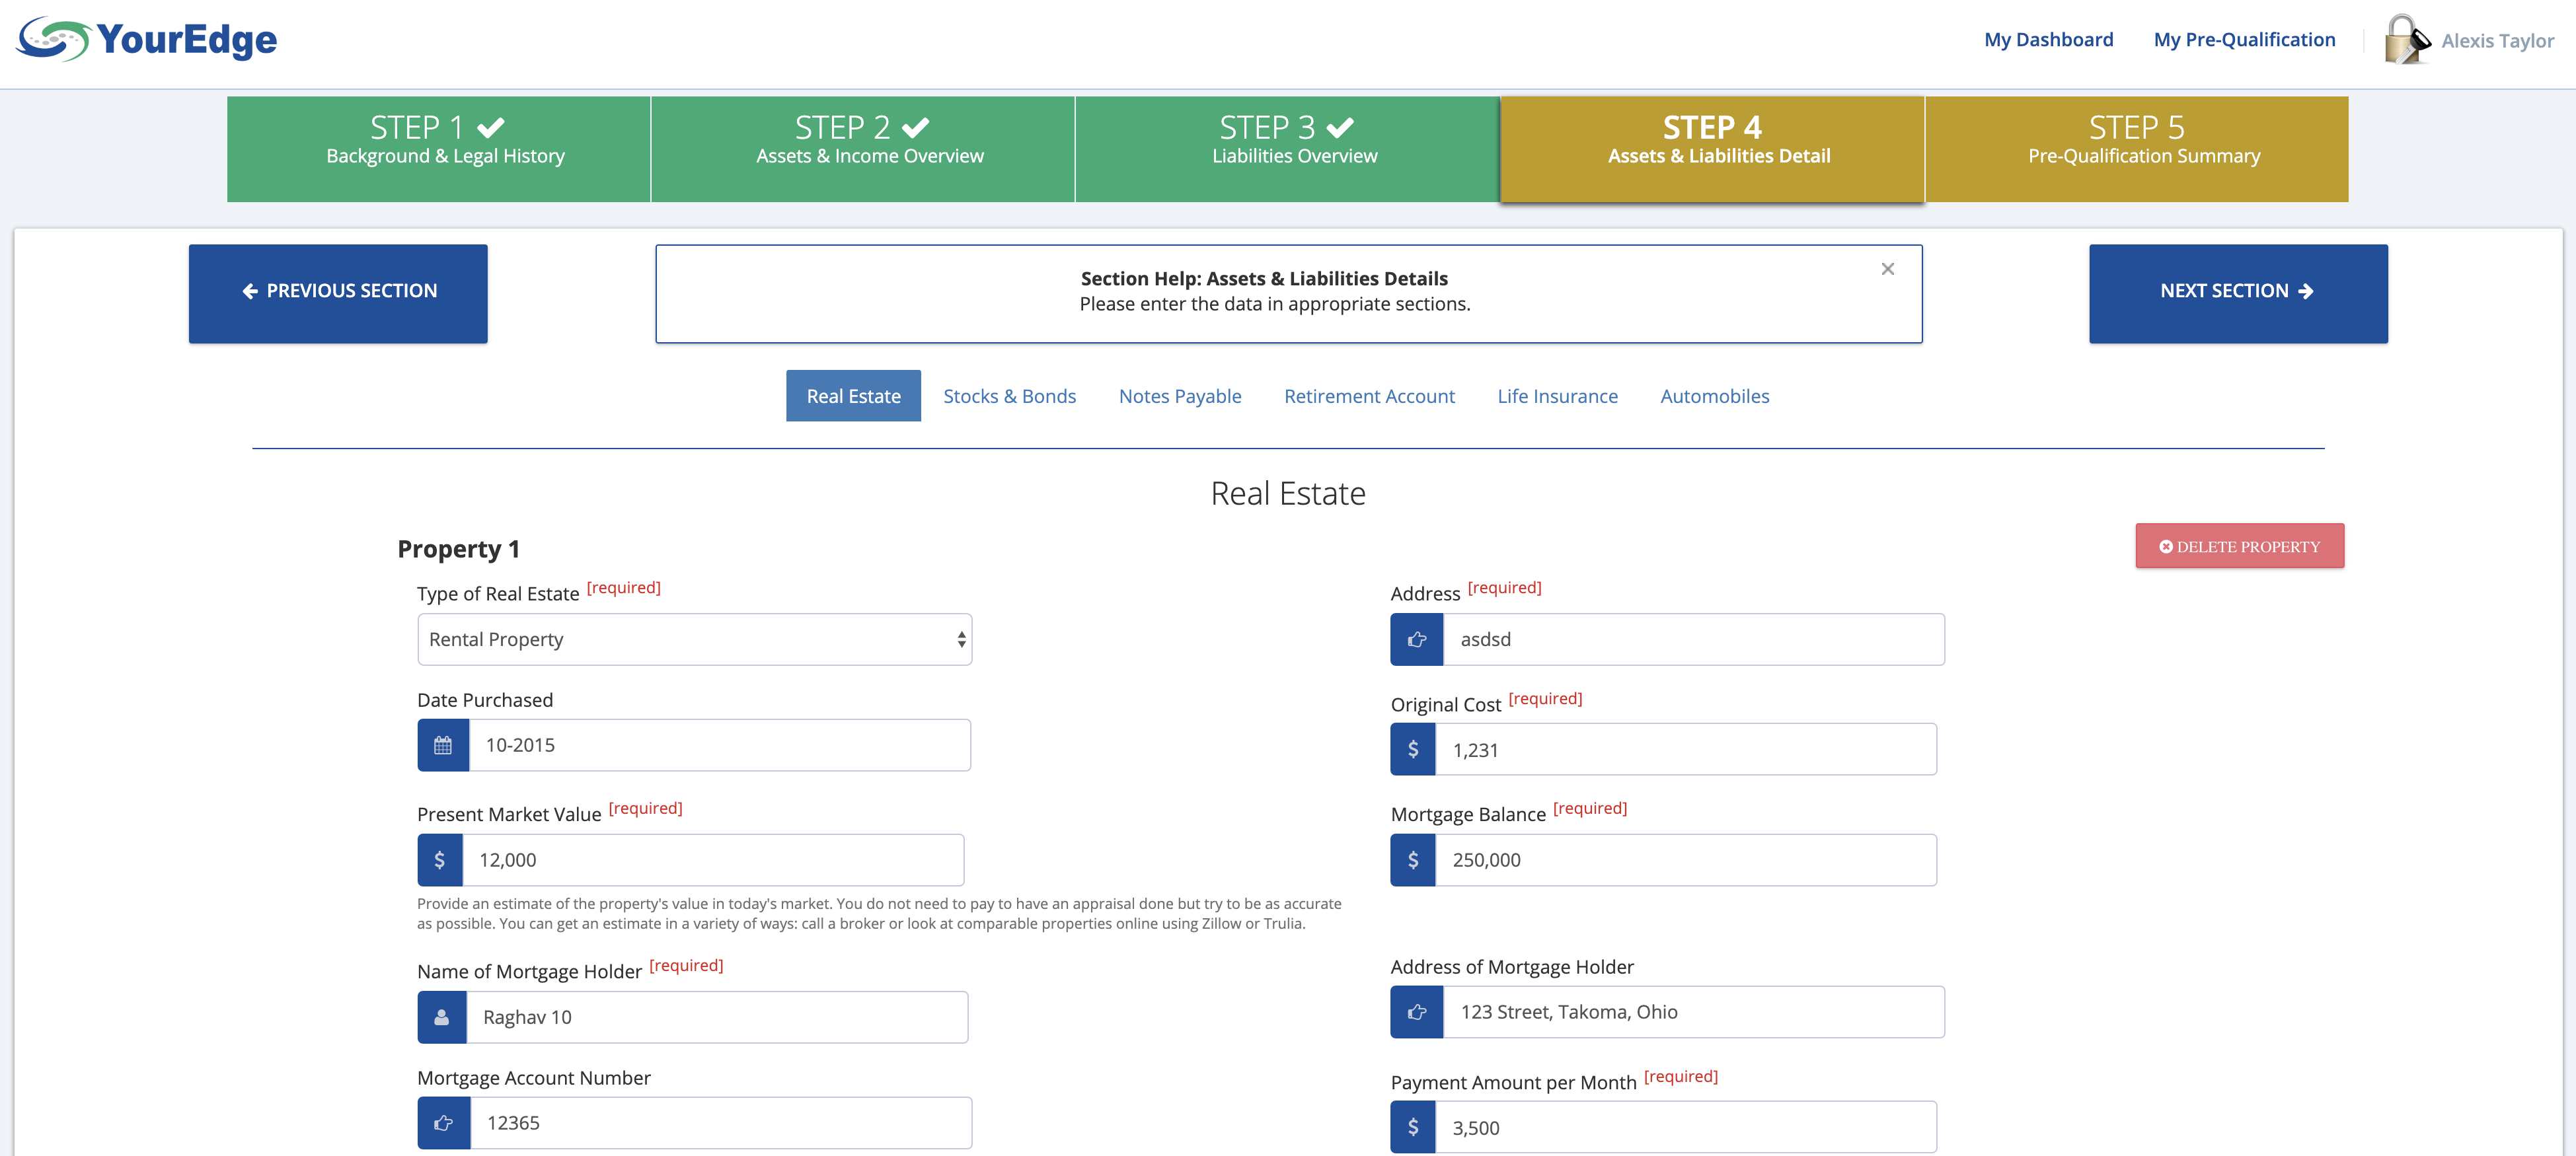 YourEdge
My Dashboard My Pre-Qualification Alexis Taylor
STEP 1 STEP 2 STEP 3 STEP 4 STEP 5
Background & Legal History Assets & Income Overview Liabilities Overview Assets & Liabilities Detail Pre-Qualification Summary
PREVIOUS SECTION
Section Help: Assets & Liabilities Details
Please enter the data in appropriate sections.
NEXT SECTION
Real Estate Stocks & Bonds Notes Payable Retirement Account Life Insurance Automobiles
Real Estate
Property 1
DELETE PROPERTY
Type of Real Estate [required]
Rental Property
Address [required]
asdsd
Date Purchased
10-2015
Original Cost [required]
$ 1,231
Present Market Value [required]
$ 12,000
Provide an estimate of the property's value in today's market. You do not need to pay to have an appraisal done but try to be as accurate
as possible. You can get an estimate in a variety of ways: call a broker or look at comparable properties online using Zillow or Trulia.
Mortgage Balance [required]
$ 250,000
Name of Mortgage Holder [required]
Raghav 10
Address of Mortgage Holder
123 Street, Takoma, Ohio
Mortgage Account Number
12365
Payment Amount per Month [required]
$ 3,500